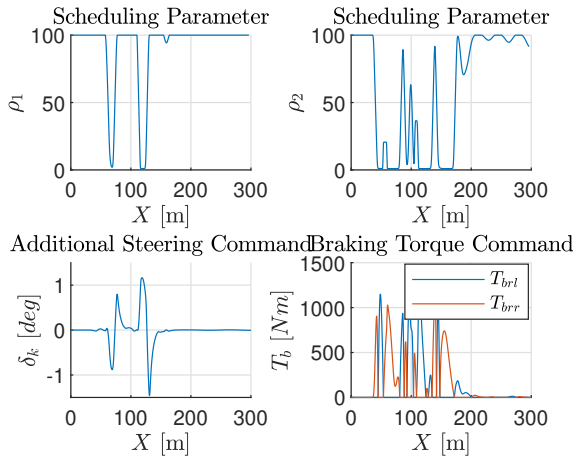 Scheduling Parameter
100
50
0
ρ1
0
100
200
300
X [m]
Scheduling Parameter
100
50
0
ρ2
0
100
200
300
X [m]
Additional Steering Command
1
0
-1
δk [deg]
0
100
200
300
X [m]
Braking Torque Command
1500
1000
500
0
Tb [Nm]
Tbrl
Tbrr
0
100
200
300
X [m]